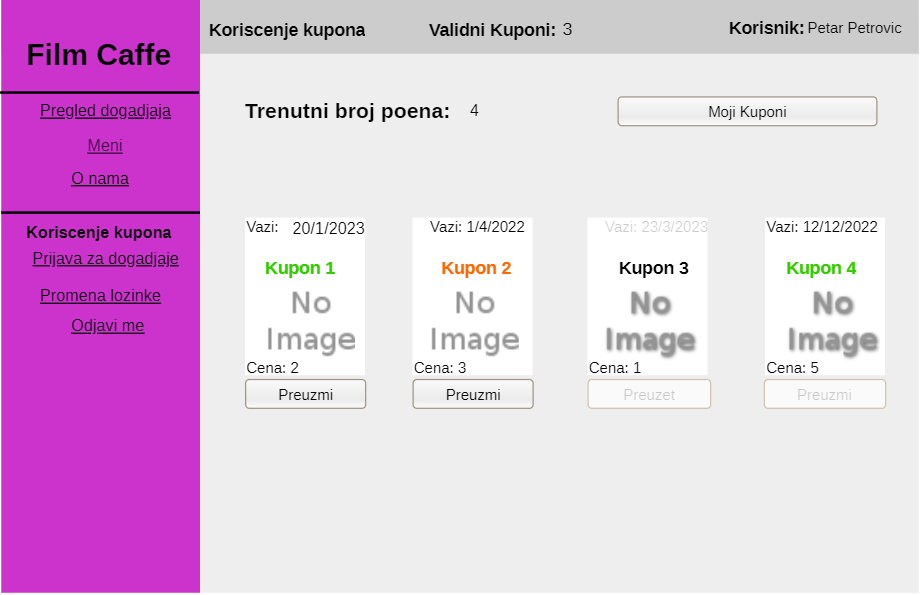 Film Caffe
Pregled dogadjaja
Meni
O nama
Koriscenje kupona
Prijava za dogadjaje
Promena lozinke
Odjavi me
Koriscenje kupona Validni Kuponi: 3 Korisnik: Petar Petrovic
Trenutni broj poena: 4 Moji Kuponi
Vazi: 20/1/2023
Kupon 1
No
Image
Cena: 2
Preuzmi
Vazi: 1/4/2022
Kupon 2
No
Image
Cena: 3
Preuzmi
Vazi: 23/3/2023
Kupon 3
No
Image
Cena: 1
Preuzet
Vazi: 12/12/2022
Kupon 4
No
Image
Cena: 5
Preuzmi